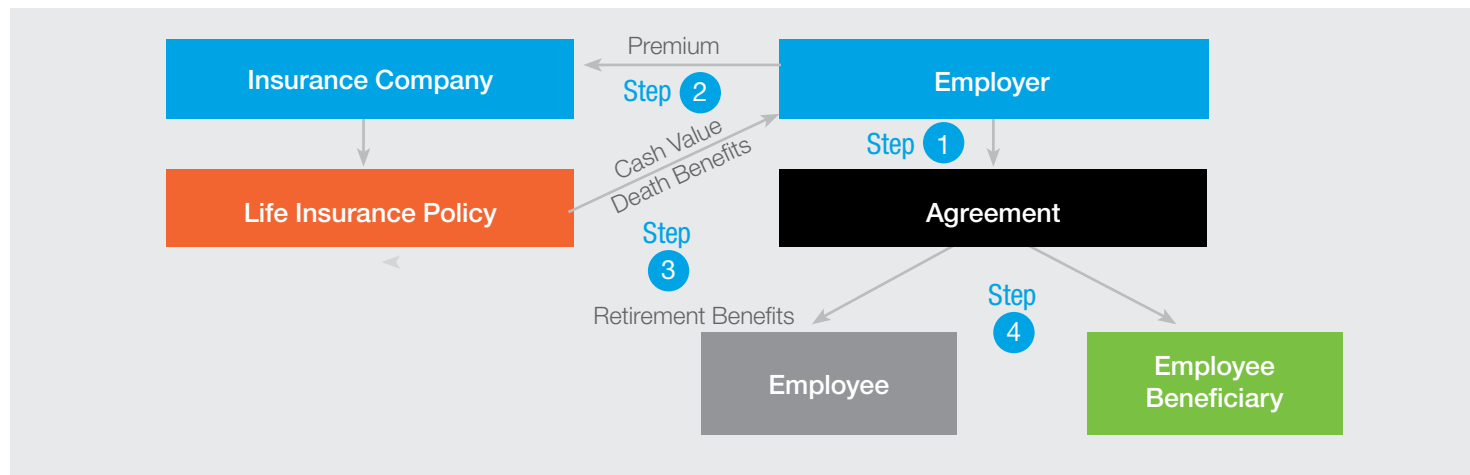 Premium
Insurance Company
Employer
Step 2
Step 1
Cash Value
Death Benefits
Life Insurance Policy
Agreement
Step
3
Step
4
Retirement Benefits
Employee
Employee
Beneficiary